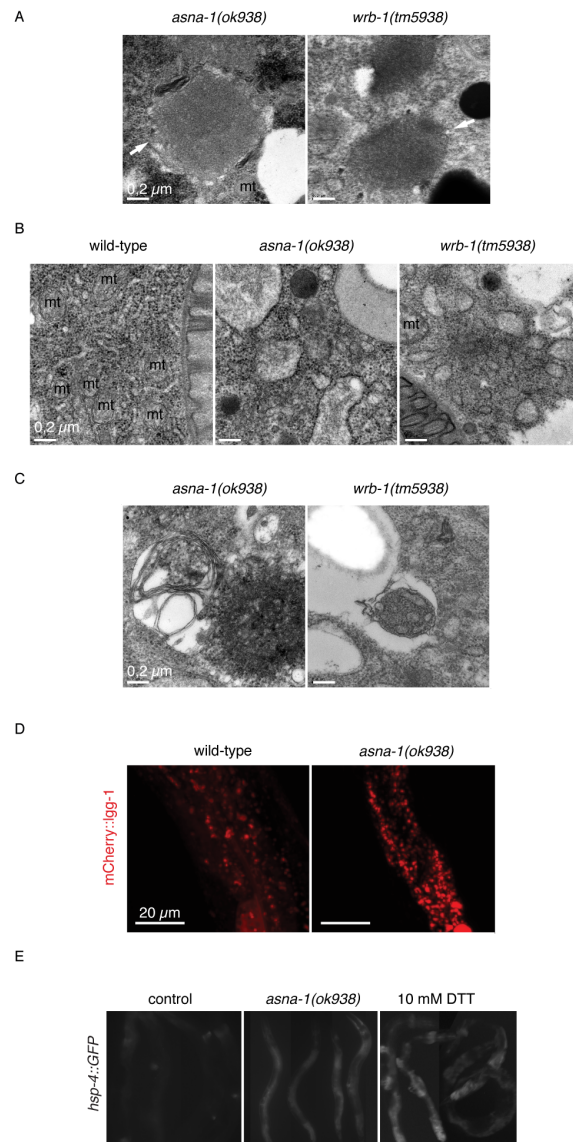 A
asna-1(ok938) wrb-1(tm5938)
mt
mt
0,2 µm
B
wild-type asna-1(ok938) wrb-1(tm5938)
mt
mt
mt
mt
mt
mt
mt
0,2 µm
C
asna-1(ok938) wrb-1(tm5938)
0,2 µm
D
wild-type asna-1(ok938)
mCherry::lgg-1
20 µm
E
control asna-1(ok938) 10 mM DTT
hsp-4::GFP